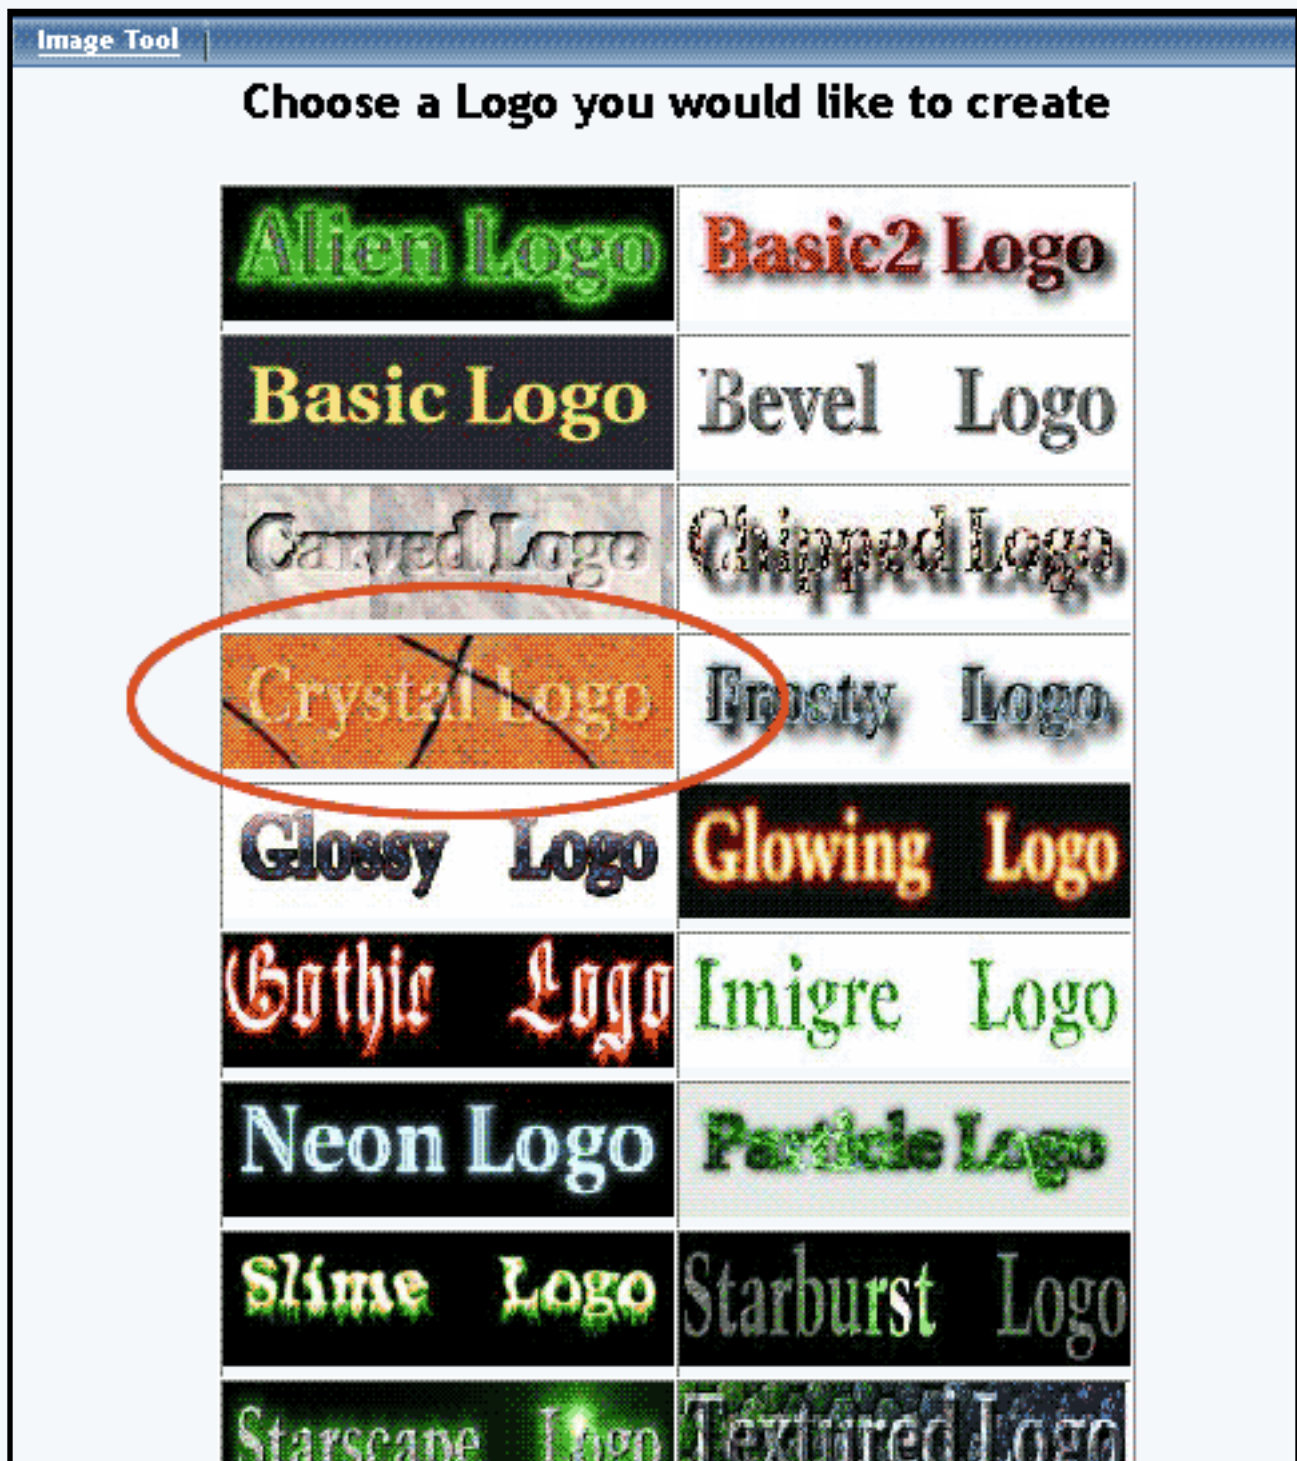 Image Tool
Choose a Logo you would like to create
Alien Logo
Basic2 Logo
Basic Logo
Bevel Logo
Carved Logo
Chipped Logo
Crystal Logo
Frosty Logo
Glossy Logo
Glowing Logo
Gothic Logo
Imigre Logo
Neon Logo
Particle Logo
Slime Logo
Starburst Logo
Starscape Logo
Textured Logo